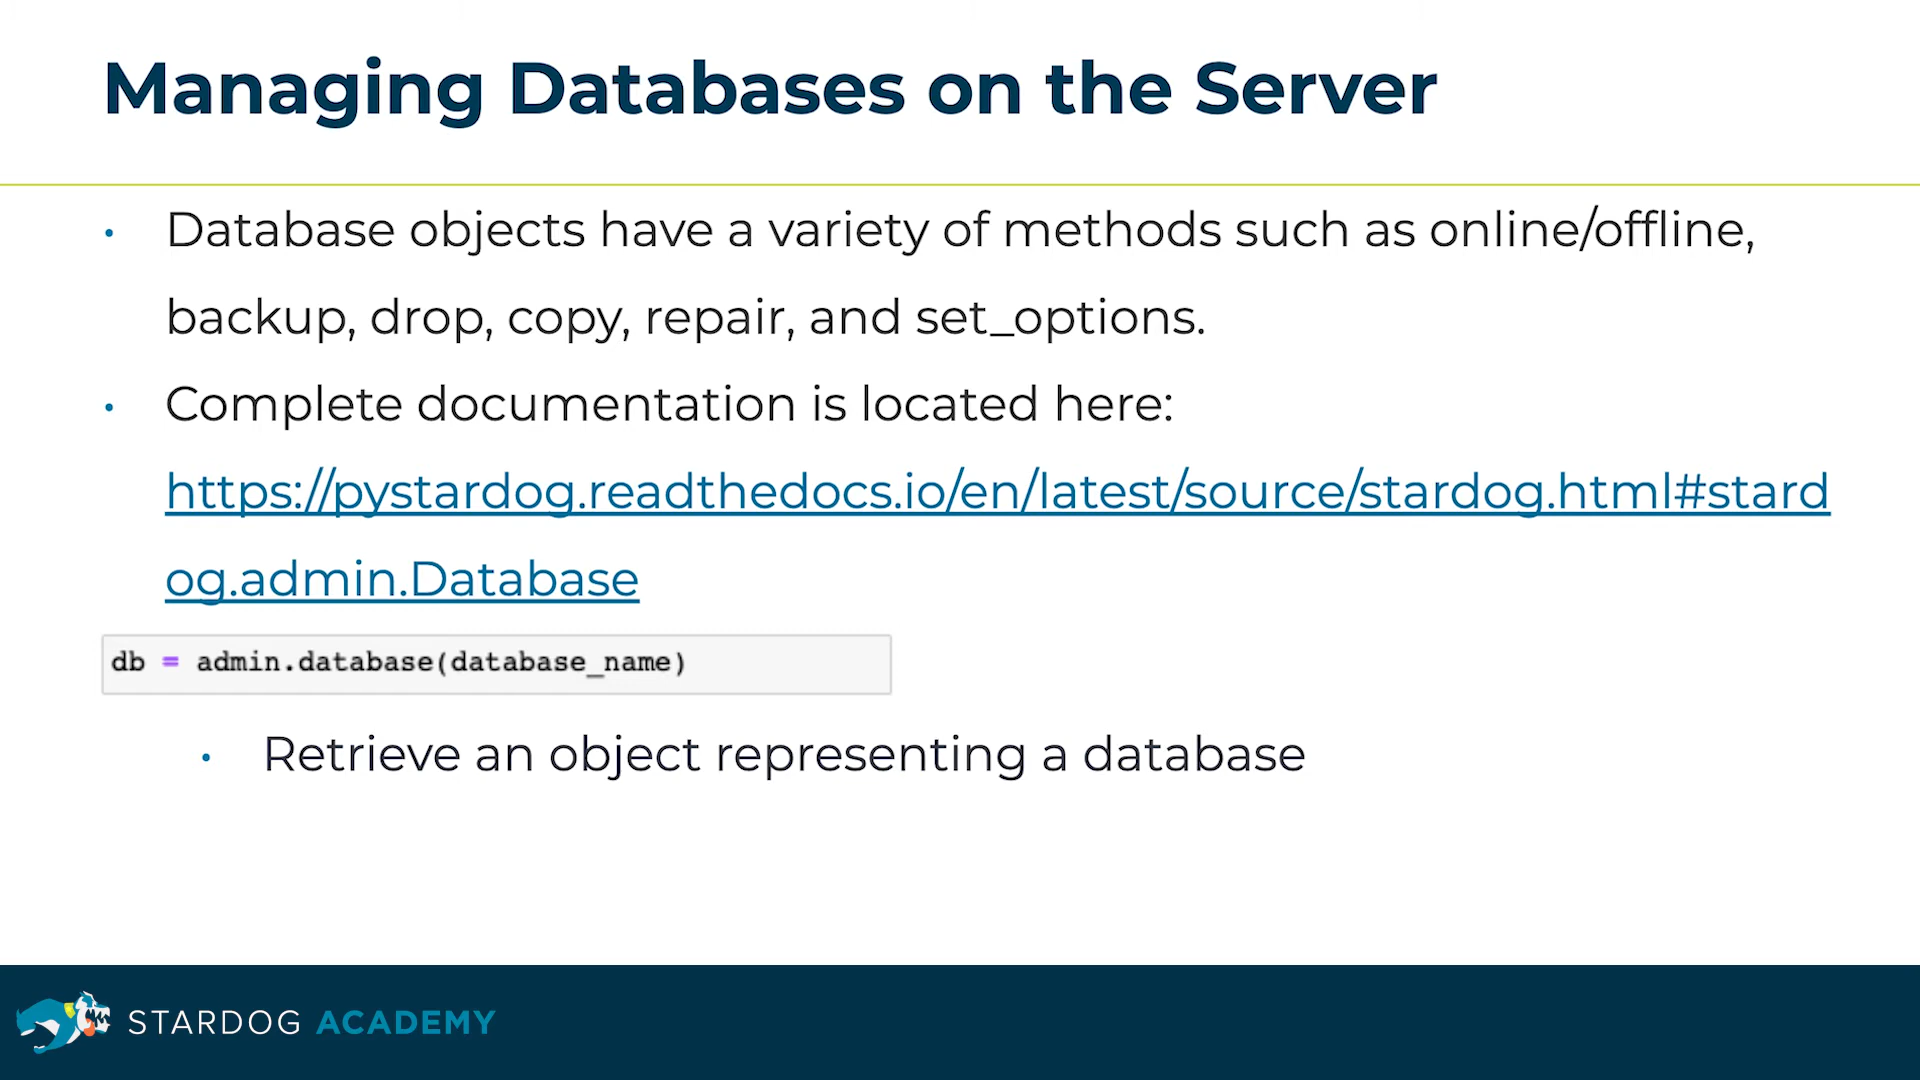 Managing Databases on the Server
• Database objects have a variety of methods such as online/offline,
backup, drop, copy, repair, and set_options.
• Complete documentation is located here:
https://pystardog.readthedocs.io/en/latest/source/stardog.html#stard
og.admin.Database
db = admin.database(database_name)
• Retrieve an object representing a database
STARDOG ACADEMY